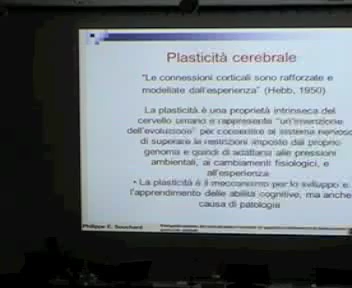 Plasticità cerebrale
"Le connessioni corticali sono rafforzate e
modellate dall'esperienza" (Hebb, 1950)
La plasticità è una proprietà intrinseca del
cervello umano e rappresenta "un'invenzione
dell'evoluzione" per consentire al sistema nervoso
di superare le restrizioni imposte dal proprio
genoma e quindi di adattarsi alle pressioni
ambientali, ai cambiamenti fisiologici, e
all'esperienza
• La plasticità è il meccanismo per lo sviluppo e
l'apprendimento delle abilità cognitive, ma anche
causa di patologia
Philippe E. Souchard